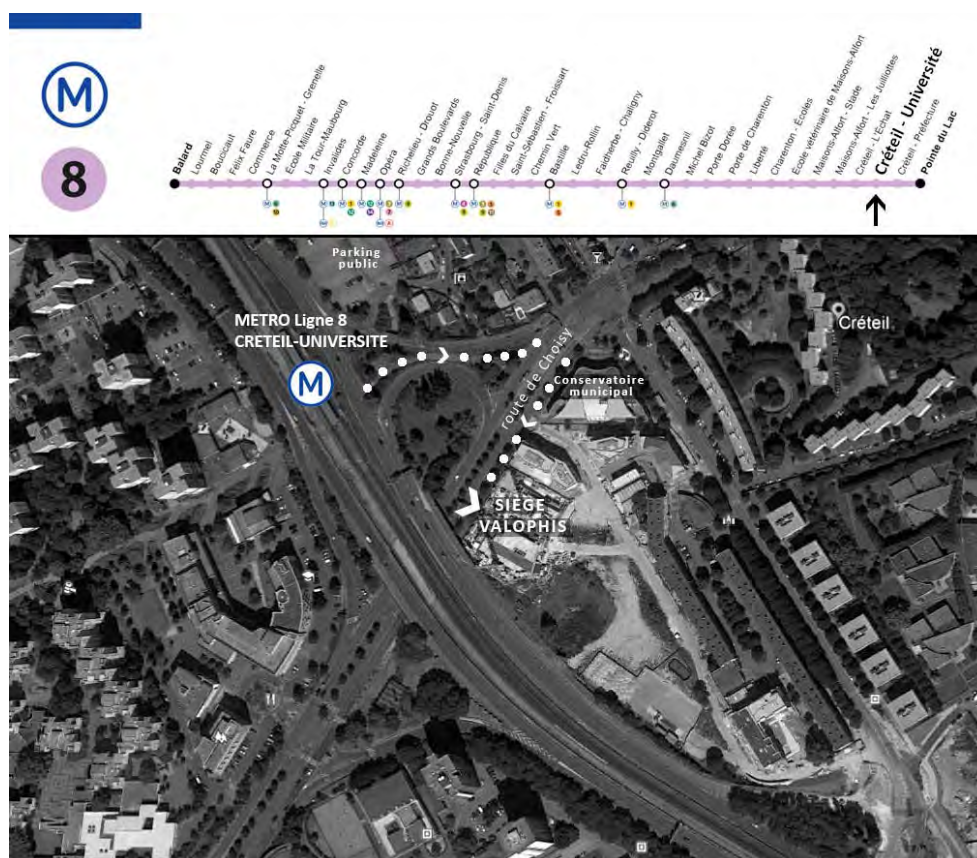 M
8
Balard
Lourmel
Boucicaut
Félix Faure
Commerce
La Motte-Picquet - Grenelle
École Militaire
La Tour-Maubourg
Invalides
Concorde
Madeleine
Opéra
Richelieu - Drouot
Grands Boulevards
Bonne-Nouvelle
Strasbourg - Saint-Denis
République
Filles du Calvaire
Saint-Sébastien - Froissart
Chemin Vert
Bastille
Ledru-Rollin
Faidherbe - Chaligny
Reuilly - Diderot
Montgallet
Daumesnil
Michel Bizot
Porte Dorée
Porte de Charenton
Liberté
Charenton - Écoles
École vétérinaire de Maisons-Alfort
Maisons-Alfort - Stade
Maisons-Alfort - Les Juilliottes
Créteil - L'Échat
Créteil - Université
Créteil - Préfecture
Pointe du Lac
Parking
public
METRO Ligne 8
CRETEIL-UNIVERSITE
M
route de Choisy
Conservatoire
municipal
Créteil
SIÈGE
VALOPHIS